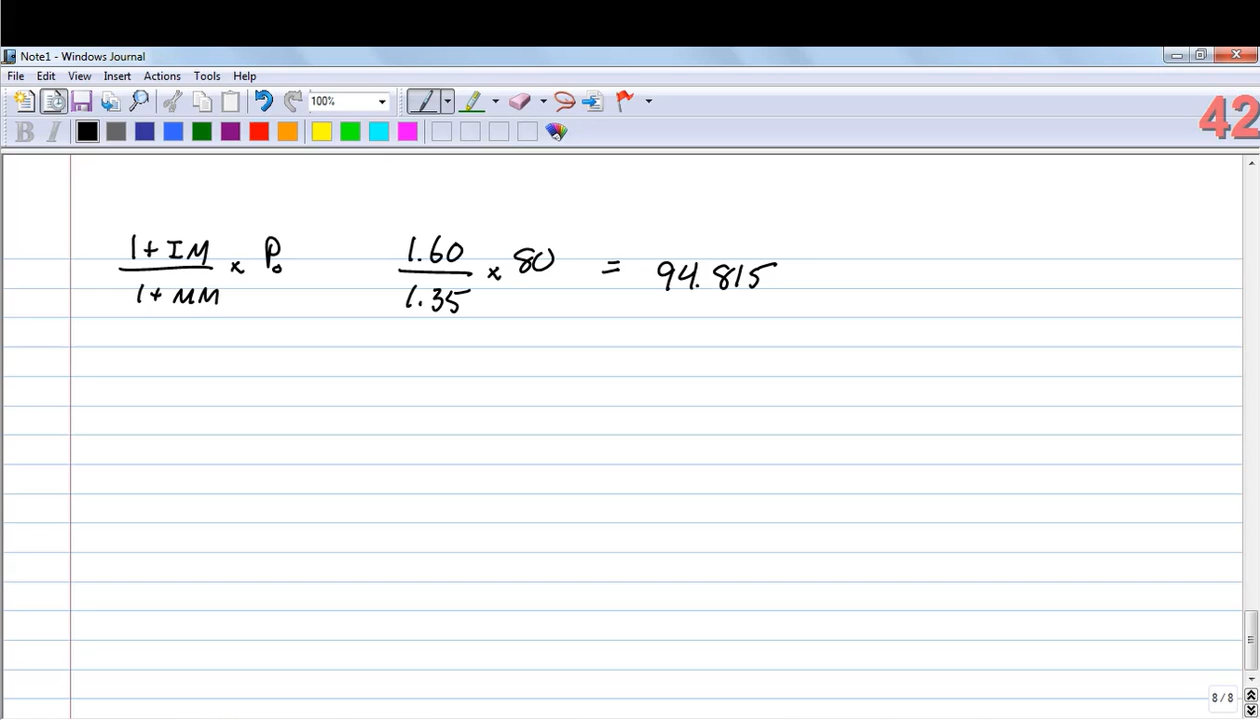 Note1 - Windows Journal
File Edit View Insert Actions Tools Help
100%
B I
42
1 + IM / 1 + MM × P₀ 1.60 / 1.35 × 80 = 94.815
8 / 8